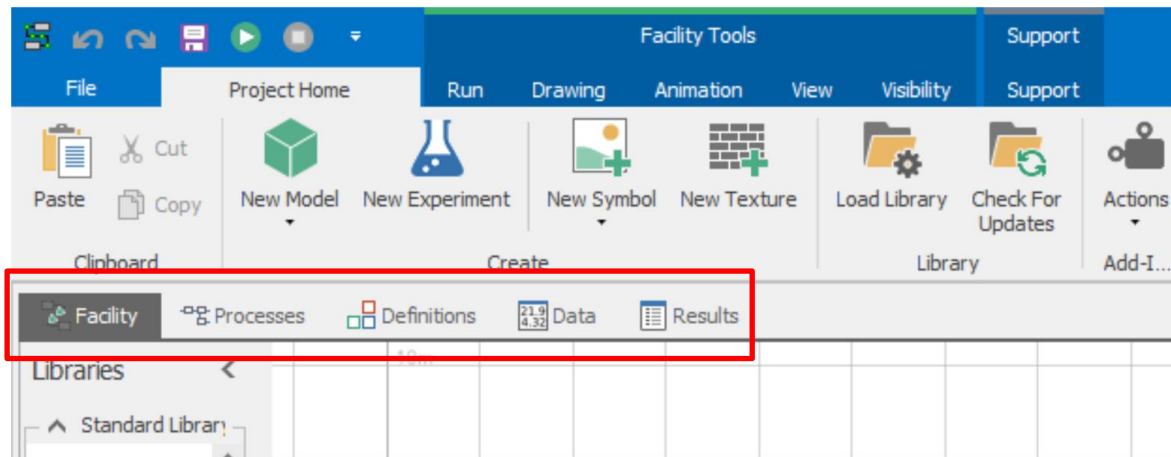 Facility Tools Support
File Project Home Run Drawing Animation View Visibility Support
Paste Cut Copy New Model New Experiment New Symbol New Texture Load Library Check For Updates Actions
Clipboard Create Library Add-I...
Facility Processes Definitions 21.9 4.32 Data Results
Libraries
Standard Library